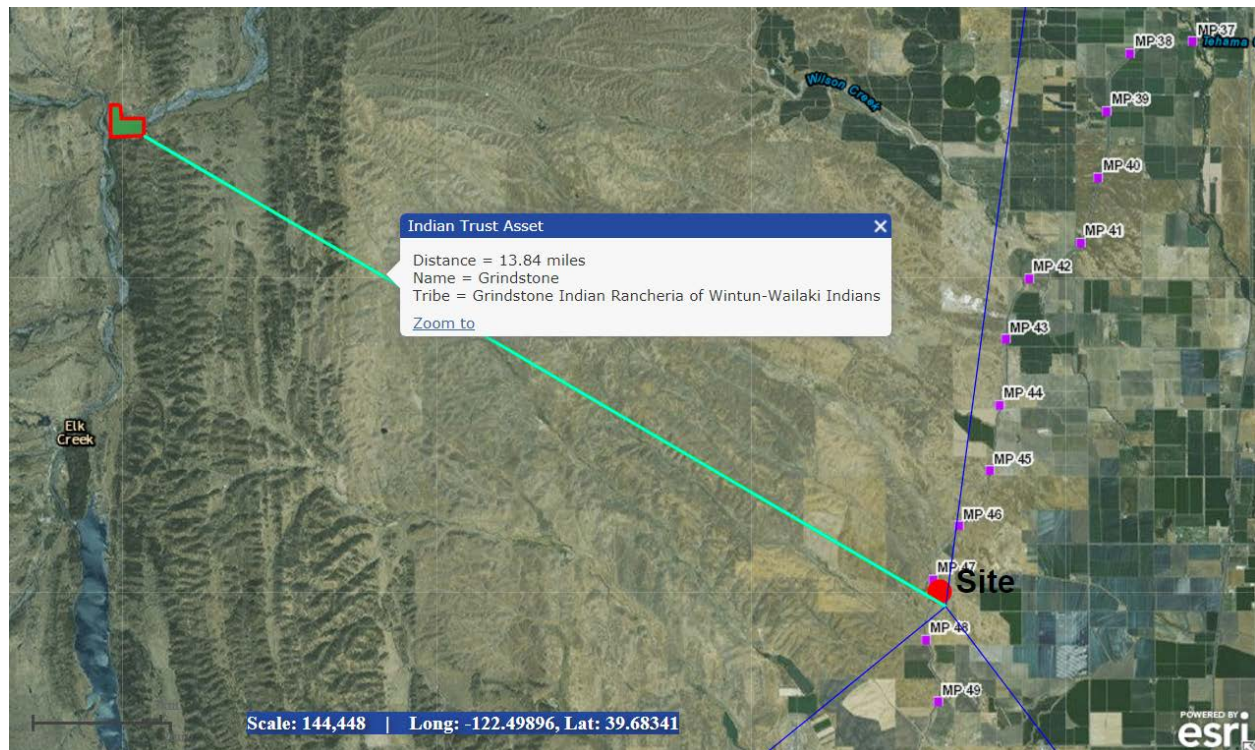 MP 37
Tehama
MP 38
Wilson Creek
MP 39
MP 40
Indian Trust Asset
Distance = 13.84 miles
Name = Grindstone
Tribe = Grindstone Indian Rancheria of Wintun-Wailaki Indians
Zoom to
MP 41
MP 42
MP 43
MP 44
Elk
Creek
MP 45
MP 46
MP 47
Site
MP 48
MP 49
Scale: 144,448 | Long: -122.49896, Lat: 39.68341
POWERED BY
esri